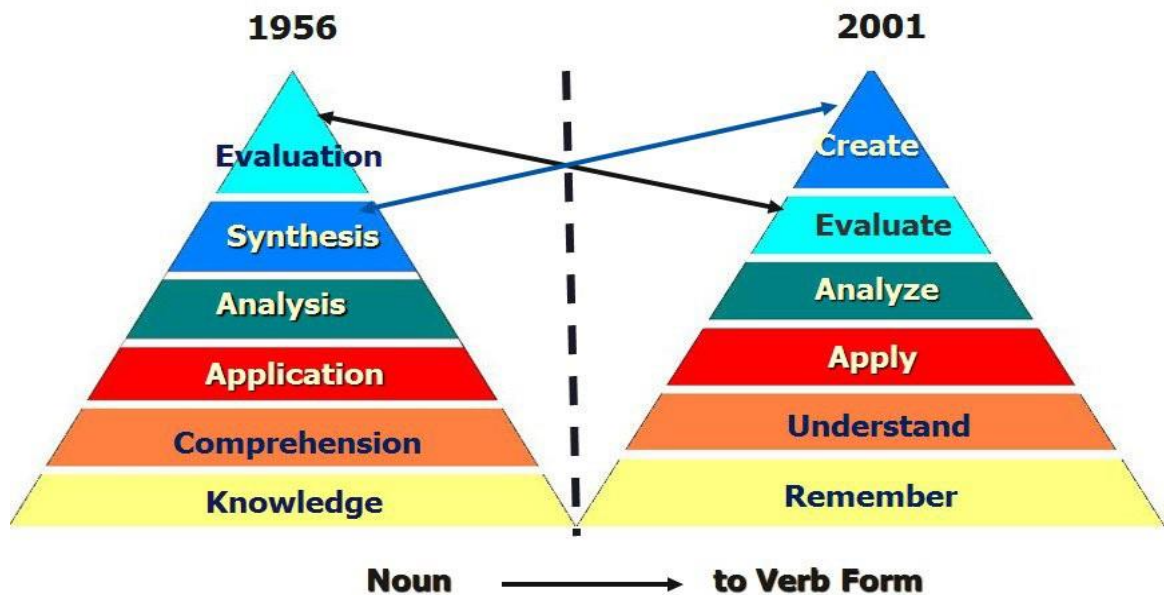 1956
Evaluation
Synthesis
Analysis
Application
Comprehension
Knowledge
2001
Create
Evaluate
Analyze
Apply
Understand
Remember
Noun to Verb Form